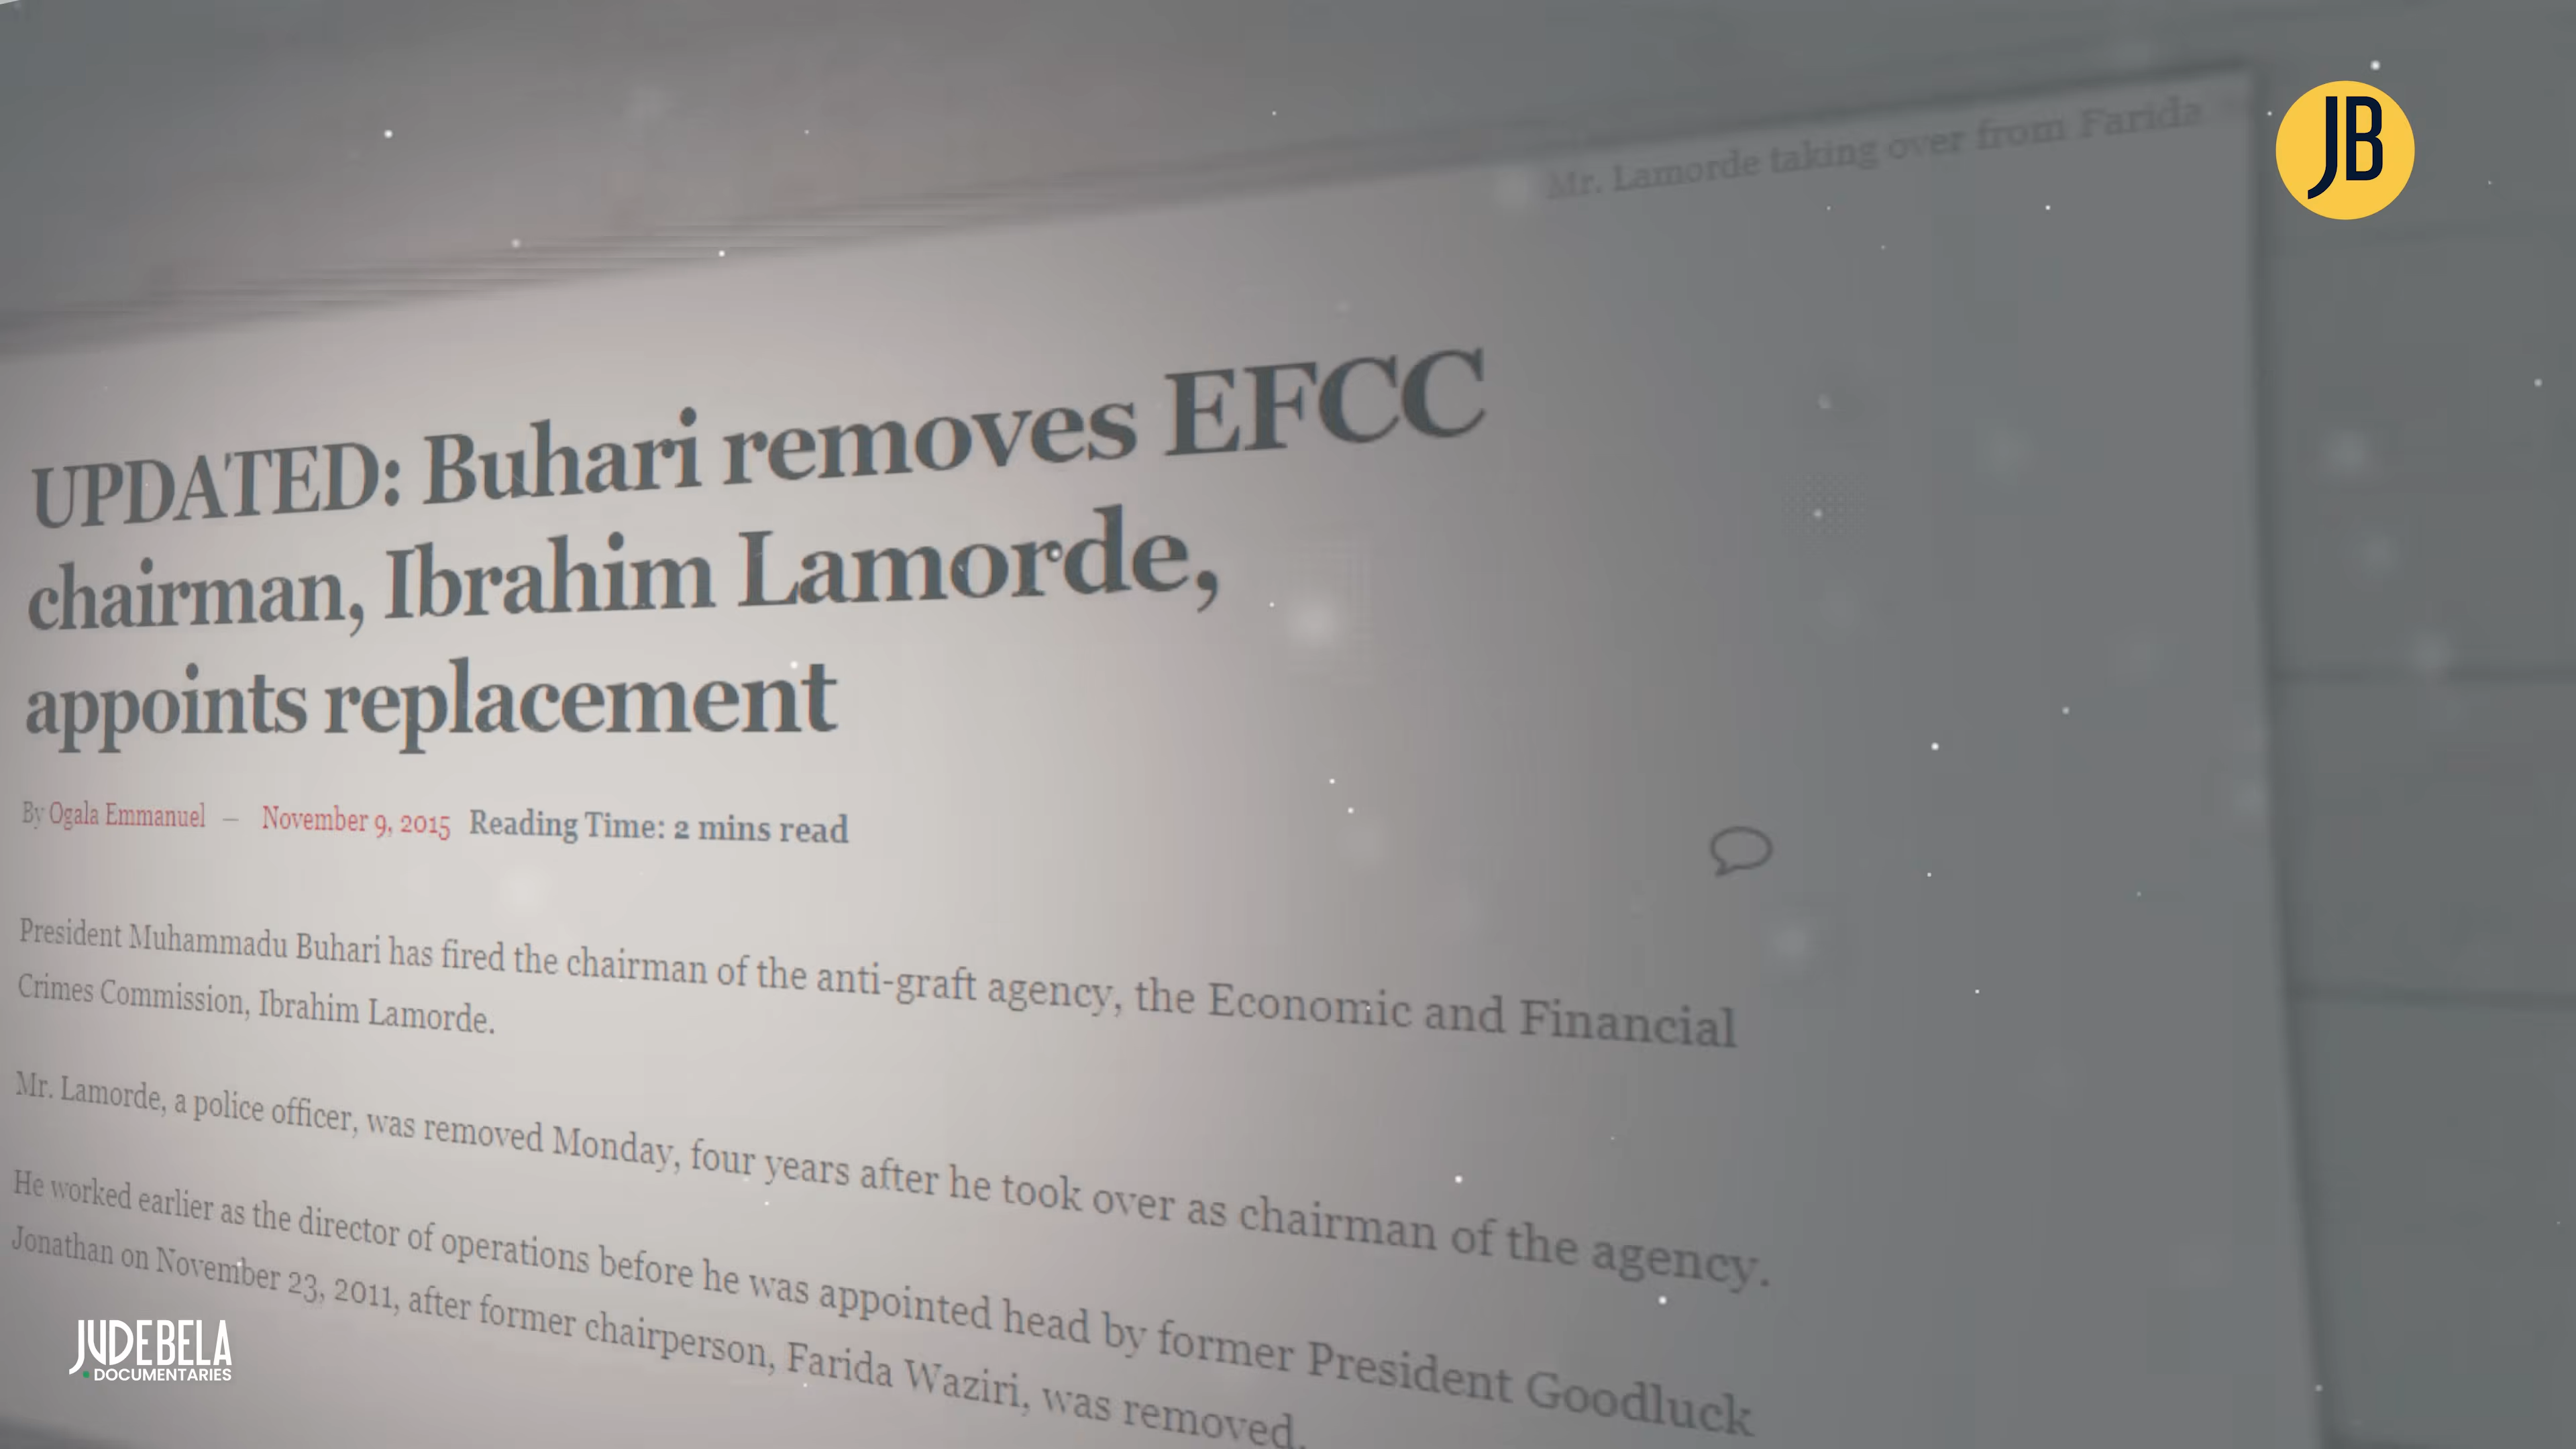 JB
Mr. Lamorde taking over from Farida
UPDATED: Buhari removes EFCC
chairman, Ibrahim Lamorde,
appoints replacement
By Ogala Emmanuel — November 9, 2015 Reading Time: 2 mins read
President Muhammadu Buhari has fired the chairman of the anti-graft agency, the Economic and Financial
Crimes Commission, Ibrahim Lamorde.
Mr. Lamorde, a police officer, was removed Monday, four years after he took over as chairman of the agency.
He worked earlier as the director of operations before he was appointed head by former President Goodluck
Jonathan on November 23, 2011, after former chairperson, Farida Waziri, was removed.
JUDEBELA
DOCUMENTARIES